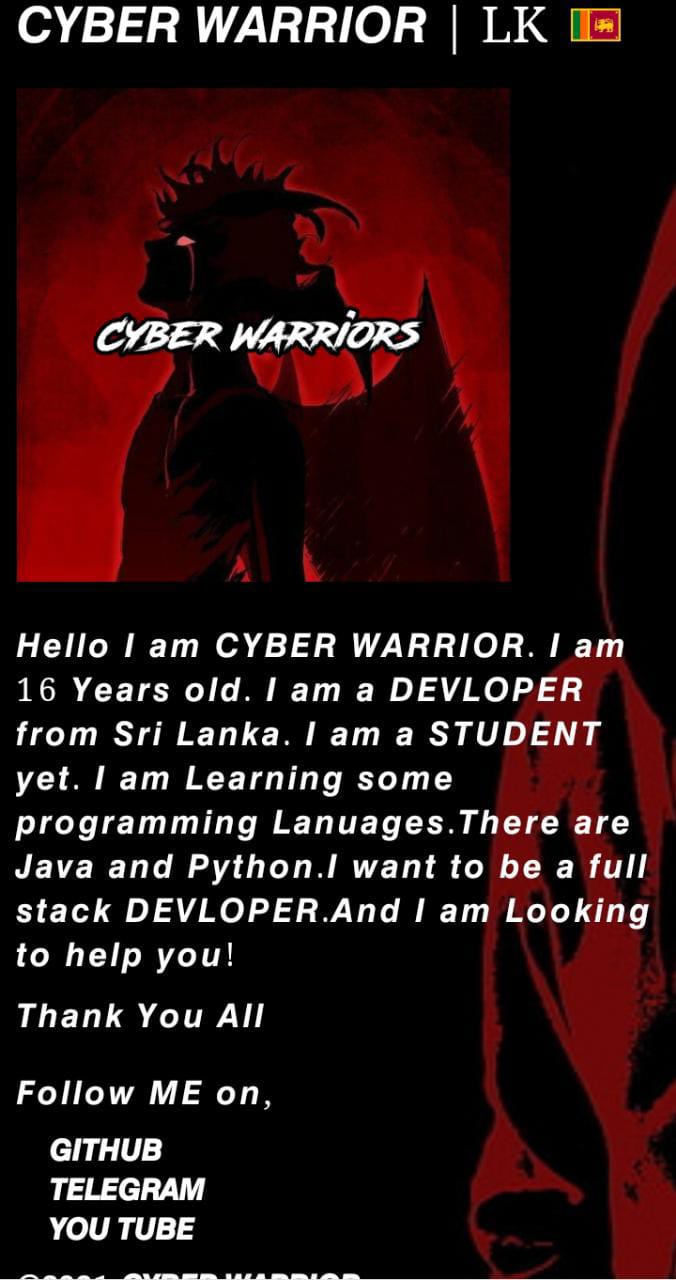 CYBER WARRIOR | LK
CYBER WARRIORS
Hello I am CYBER WARRIOR. I am
16 Years old. I am a DEVLOPER
from Sri Lanka. I am a STUDENT
yet. I am Learning some
programming Lanuages.There are
Java and Python.I want to be a full
stack DEVLOPER.And I am Looking
to help you!
Thank You All
Follow ME on,
GITHUB
TELEGRAM
YOU TUBE
CYBER WARRIOR